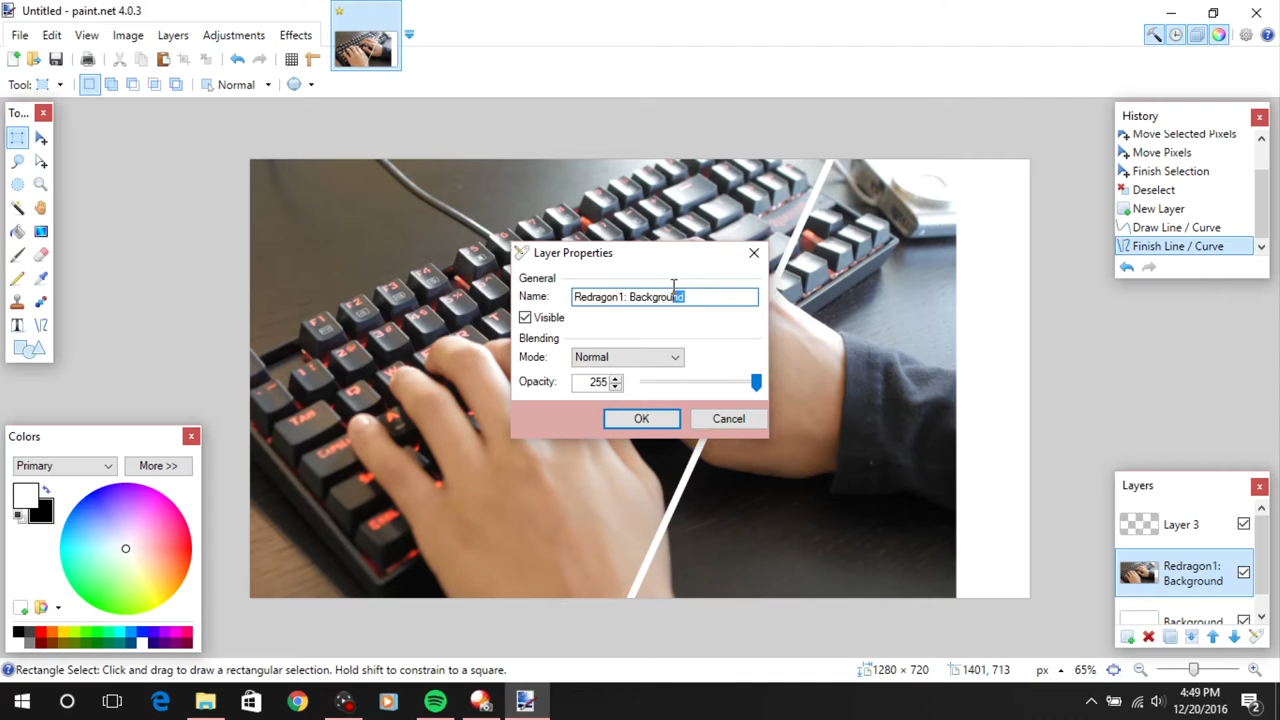 Untitled - paint.net 4.0.3
File Edit View Image Layers Adjustments Effects
Tool: Normal
To...
History
Move Selected Pixels
Move Pixels
Finish Selection
Deselect
New Layer
Draw Line / Curve
Finish Line / Curve
Layer Properties
General
Name: Redragon1: Background
Visible
Blending
Mode: Normal
Opacity: 255
OK Cancel
Colors
Primary More >>
Layers
Layer 3
Redragon1:
Background
Background
Rectangle Select: Click and drag to draw a rectangular selection. Hold shift to constrain to a square. 1280 × 720 1401, 713 px 65%
4:49 PM
12/20/2016
2